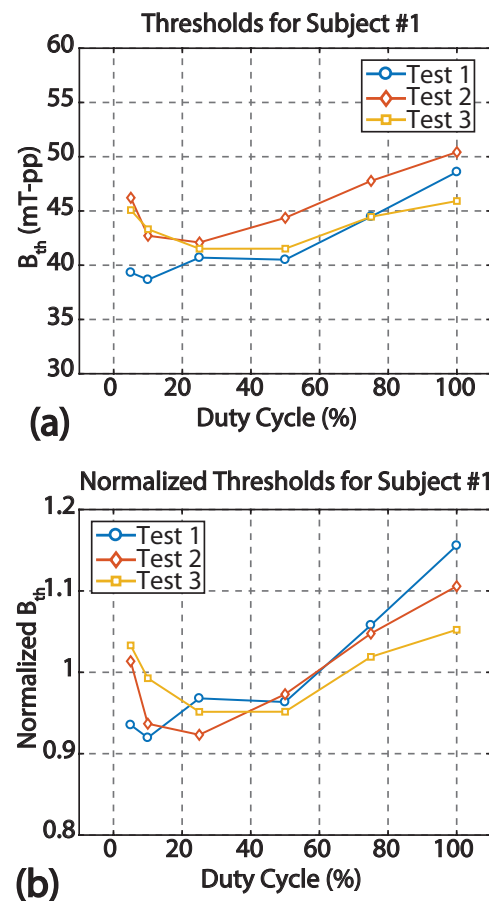 Thresholds for Subject #1
60
55
50
45
40
35
30
B_th (mT-pp)
Test 1
Test 2
Test 3
0 20 40 60 80 100
Duty Cycle (%)
(a)
Normalized Thresholds for Subject #1
1.2
1.1
1
0.9
0.8
Normalized B_th
Test 1
Test 2
Test 3
0 20 40 60 80 100
Duty Cycle (%)
(b)